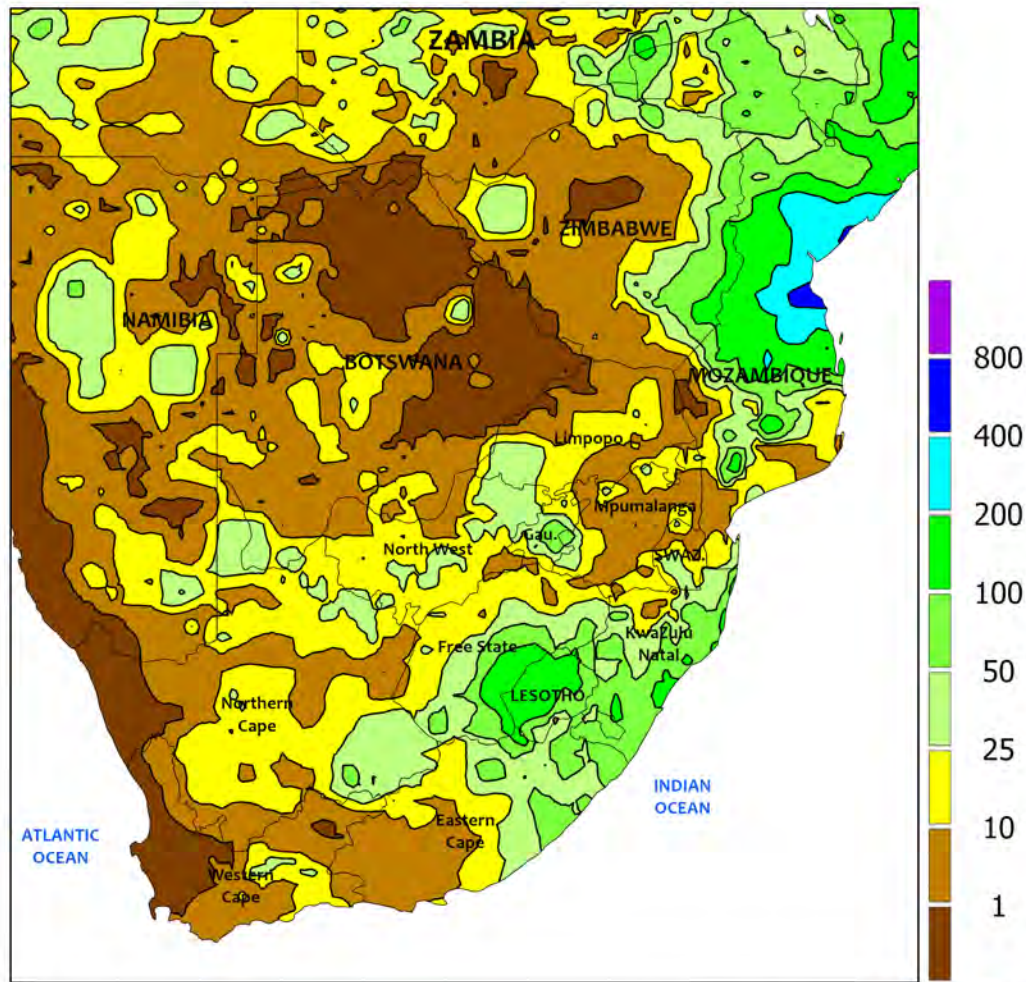 ZAMBIA
ZIMBABWE
NAMIBIA
BOTSWANA
MOZAMBIQUE
Limpopo
Mpumalanga
Gau.
North West
SWAZ.
KwaZulu
Natal
Free State
LESOTHO
Northern
Cape
INDIAN
OCEAN
Eastern
Cape
ATLANTIC
OCEAN
Western
Cape
800
400
200
100
50
25
10
1